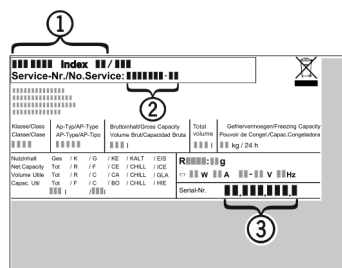 1
Index /
Service-Nr./No.Service: -
2
Klasse/Class Ap-Typ/AP-Type Bruttoinhalt/Gross Capacity Total Gefriervermoegen/Freezing Capacity
Classe/Clase AP-Type/AP-Tipo Volume Brut/Capacidad Bruta volume Pouvoir de Congel./Capac.Congeladora
l l kg / 24 h
Nutzinhalt Ges / K / G / KE / KALT / EIS
Net.Capacity Tot / R / F / CE / CHILL / ICE
Volume Utile Tot / R / C / CA / CHILL / GLA
Capac. Util Tot / F / C / BO / CHILL / HIE
l / l
R : g
W A - V Hz
Serial-Nr. . . .
3